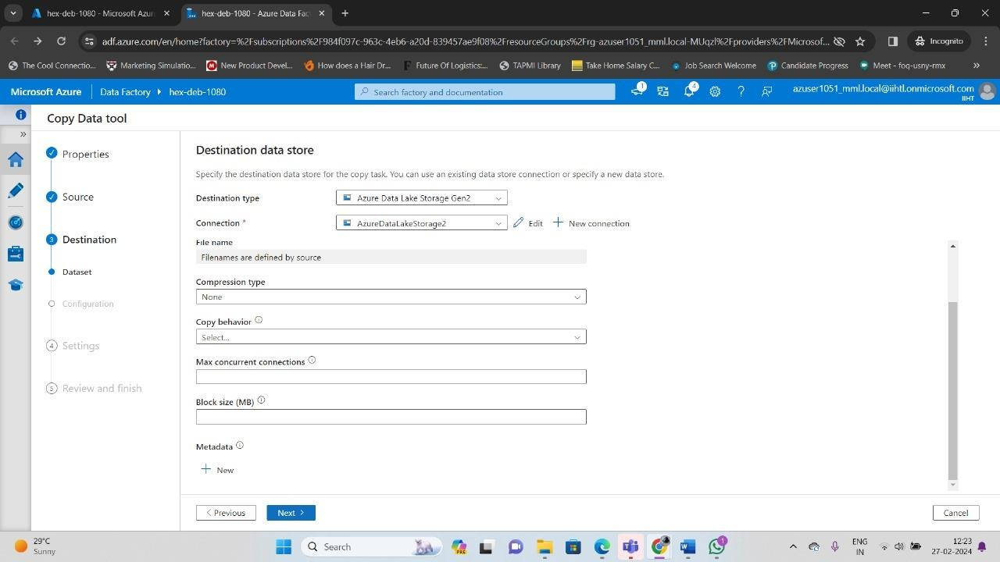 hex-deb-1080 - Microsoft Azur
hex-deb-1080 - Azure Data Fac
adf.azure.com/en/home?factory=%2Fsubscriptions%2F984f097c-963c-4eb6-a20d-839457ae9f08%2FresourceGroups%2Frg-azuser1051_mml.local-MUqzl%2Fproviders%2FMicrosof...
Incognito
The Cool Connectio...
Marketing Simulatio...
New Product Devel...
How does a Hair Dr...
Future Of Logistics:...
TAPMI Library
Take Home Salary C...
Job Search Welcome
Candidate Progress
Meet - foq-usny-rmx
»
Microsoft Azure
Data Factory
hex-deb-1080
Search factory and documentation
1
4
azuser1051_mml.local@iihtl.onmicrosoft.com
IIHT
Copy Data tool
Properties
Source
3 Destination
Dataset
Configuration
4 Settings
5 Review and finish
Destination data store
Specify the destination data store for the copy task. You can use an existing data store connection or specify a new data store.
Destination type
Azure Data Lake Storage Gen2
Connection *
AzureDataLakeStorage2
Edit
New connection
File name
Filenames are defined by source
Compression type
None
Copy behavior
Select...
Max concurrent connections
Block size (MB)
Metadata
New
< Previous
Next >
Cancel
29°C
Sunny
Search
PRE
1
ENG
IN
12:23
27-02-2024